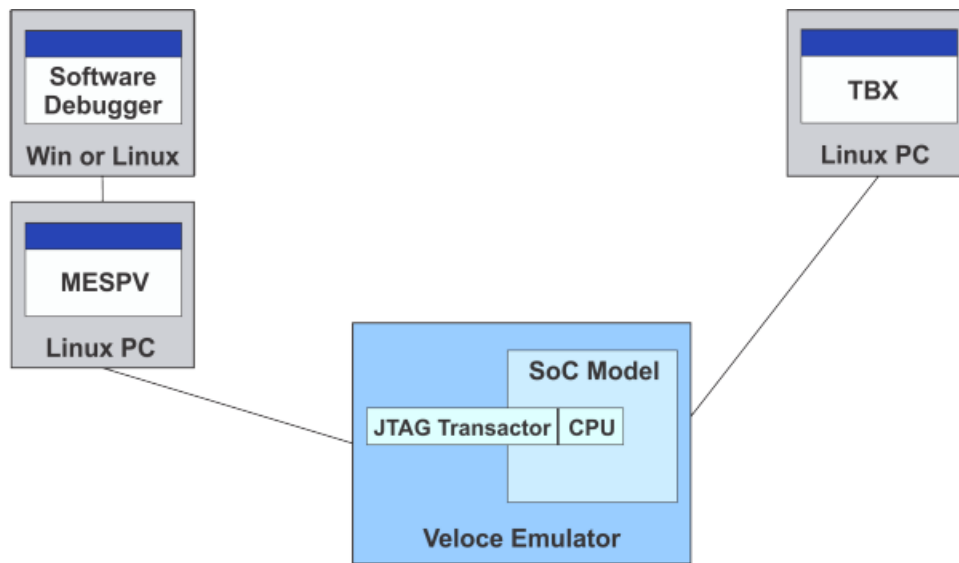 Software
Debugger
Win or Linux
MESPV
Linux PC
TBX
Linux PC
SoC Model
JTAG Transactor
CPU
Veloce Emulator